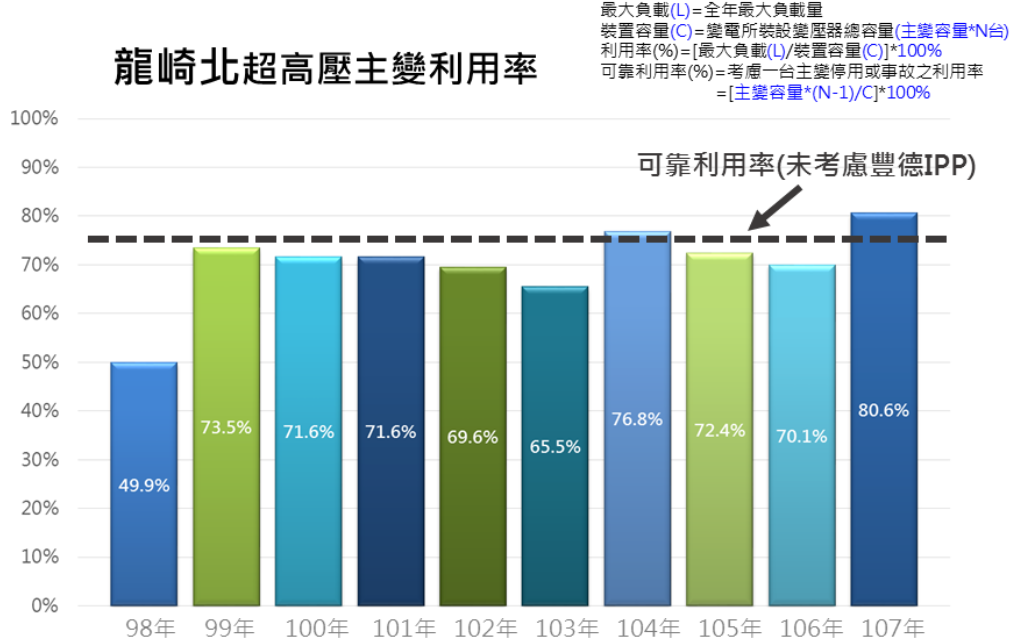 最大負載(L)=全年最大負載量
裝置容量(C)=變電所裝設變壓器總容量(主變容量*N台)
利用率(%)=[最大負載(L)/裝置容量(C)]*100%
可靠利用率(%)=考慮一台主變停用或事故之利用率
=[主變容量*(N-1)/C]*100%
龍崎北超高壓主變利用率
100%
90%
80%
70%
60%
50%
40%
30%
20%
10%
0%
可靠利用率(未考慮豐德IPP)
49.9%
73.5%
71.6%
71.6%
69.6%
65.5%
76.8%
72.4%
70.1%
80.6%
98年
99年
100年
101年
102年
103年
104年
105年
106年
107年